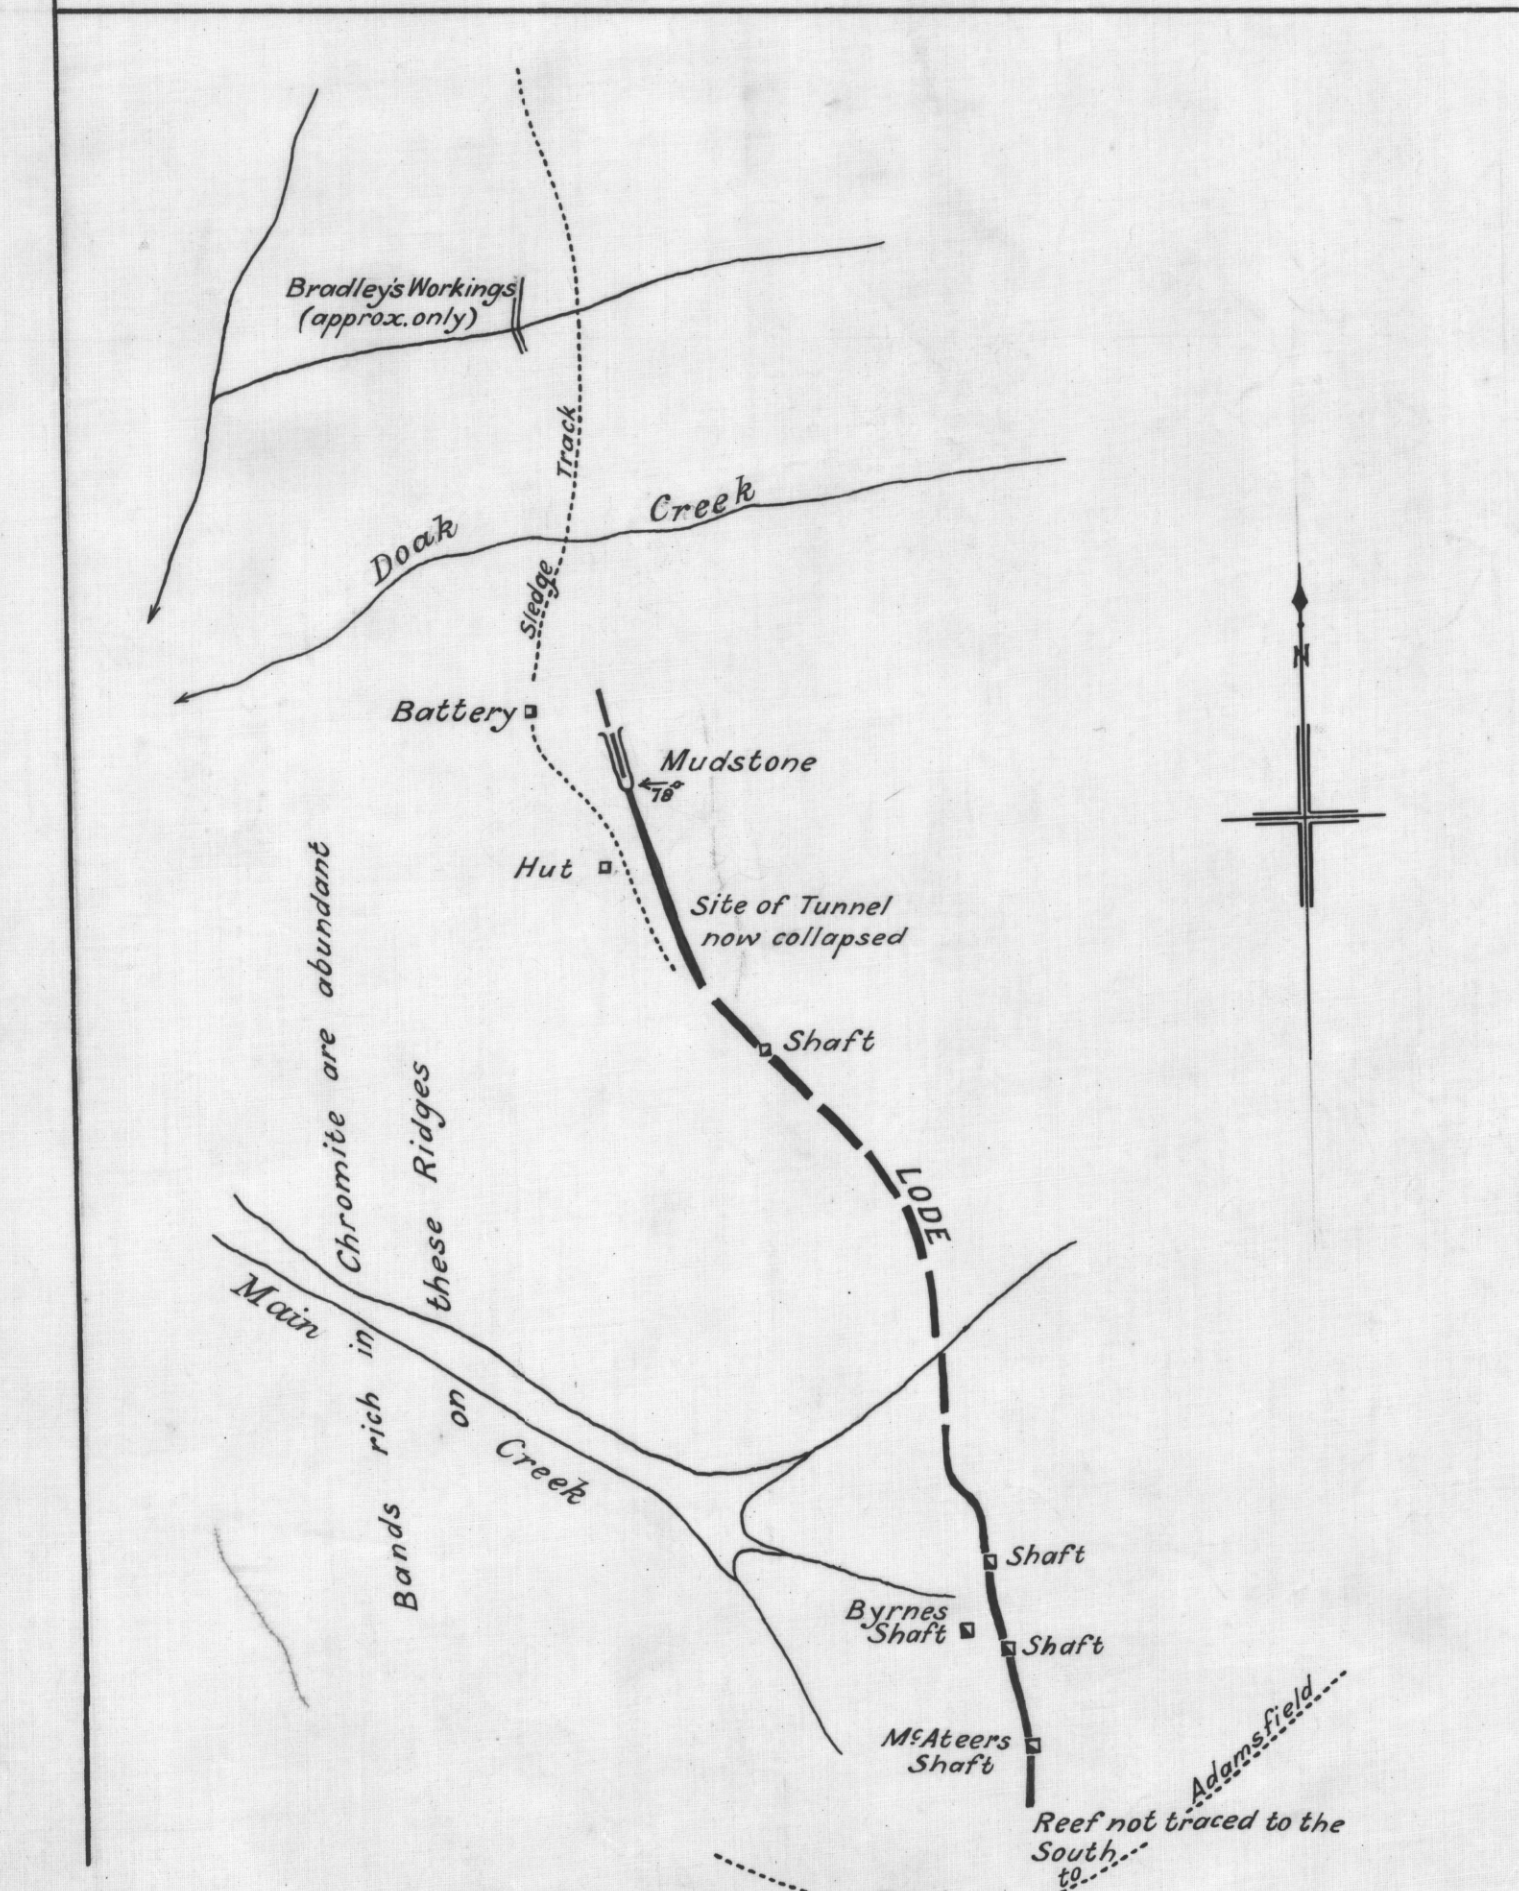 Bradley's Workings
(approx. only)
Sledge Track
Doak Creek
N
Battery
Mudstone
78°
Hut
Site of Tunnel
now collapsed
Shaft
LODE
Bands rich in Chromite are abundant
on these Ridges
Main Creek
Shaft
Byrnes
Shaft
Shaft
McAteers
Shaft
Reef not traced to the
South
to Adamsfield